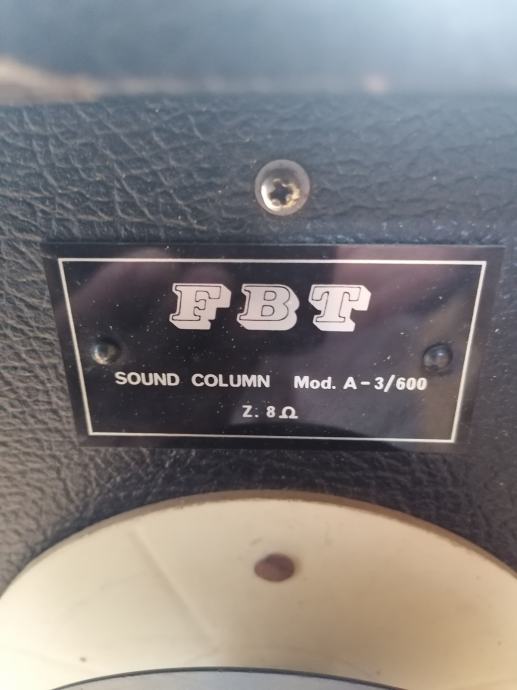 FBT
SOUND COLUMN Mod. A-3/600
Z. 8Ω